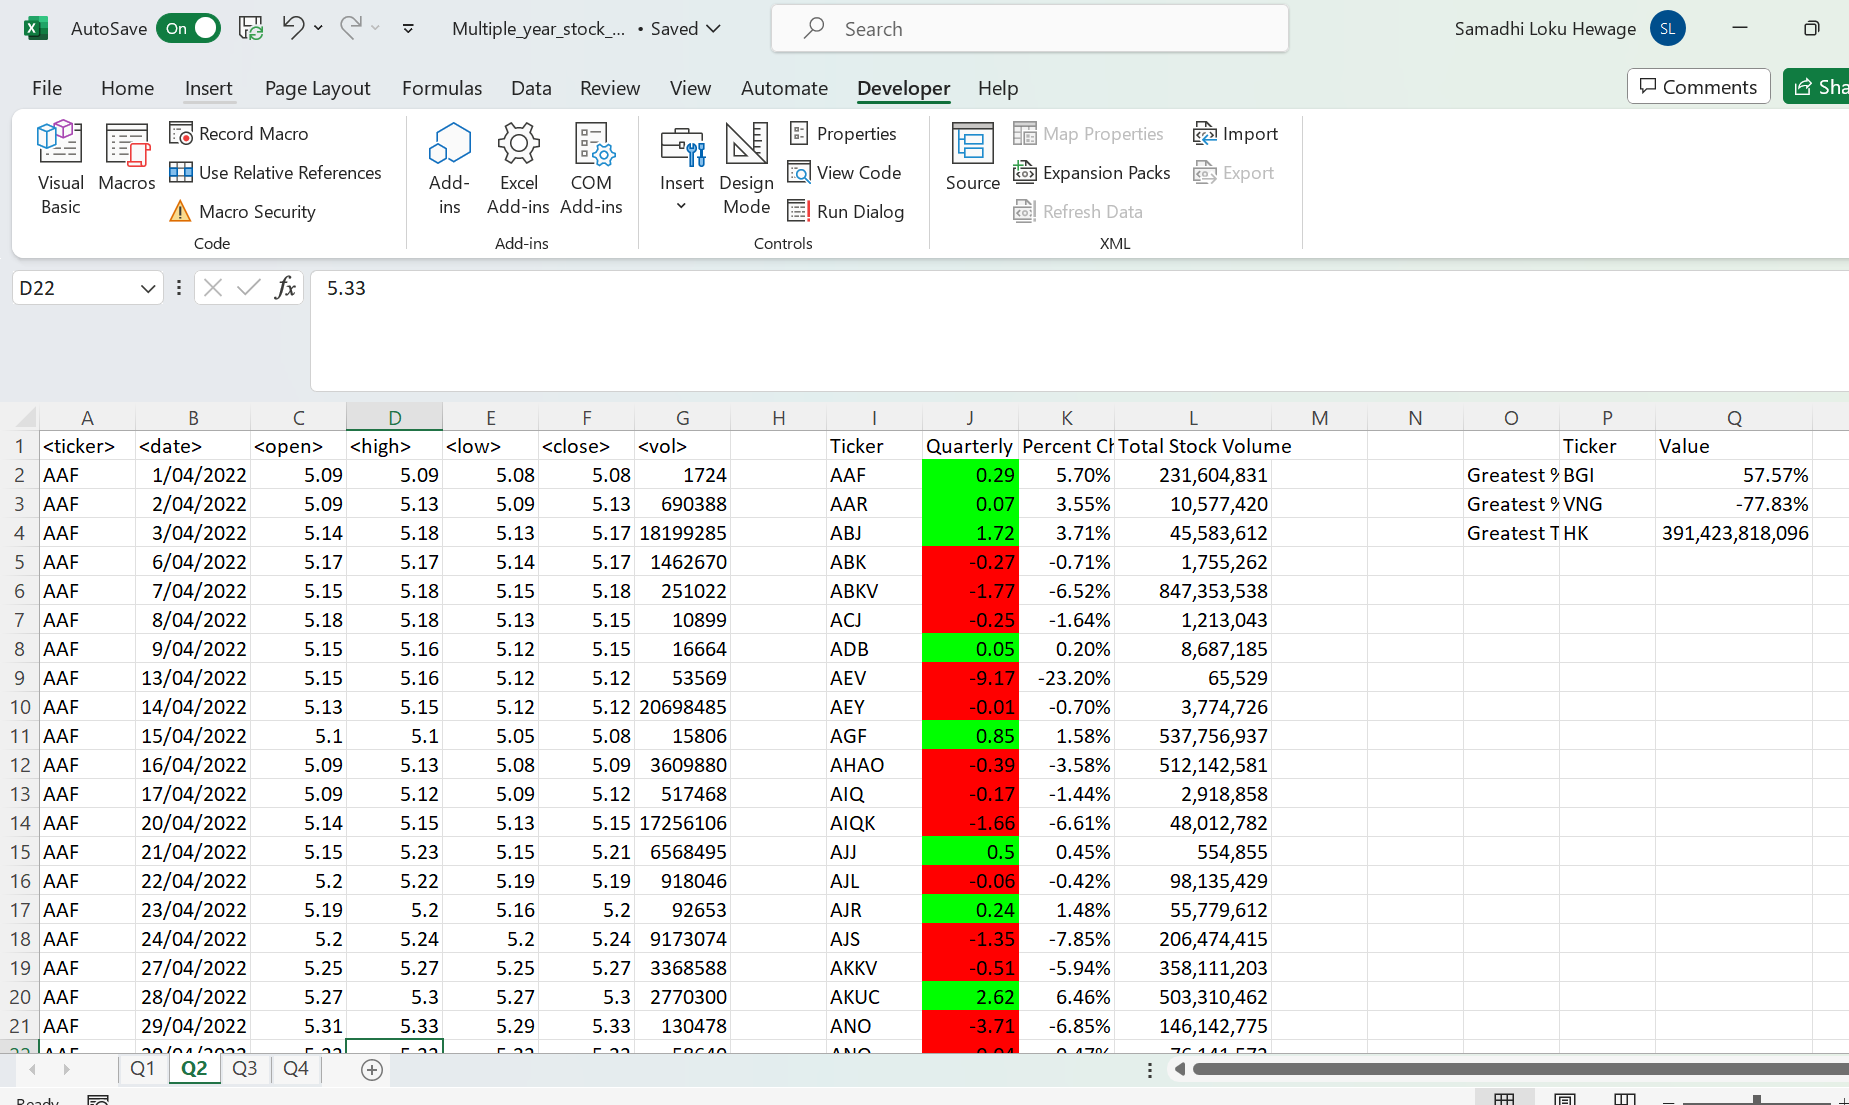 AutoSave On Multiple_year_stock_... • Saved Search Samadhi Loku Hewage SL
File Home Insert Page Layout Formulas Data Review View Automate Developer Help Comments Sha
Visual Basic
Macros
Record Macro
Use Relative References
Macro Security
Code
Add-ins
Excel Add-ins
COM Add-ins
Add-ins
Insert
Design Mode
Properties
View Code
Run Dialog
Controls
Source
Map Properties
Expansion Packs
Refresh Data
Import
Export
XML
D22 fx 5.33
A B C D E F G H I J K L M N O P Q
1 <ticker> <date> <open> <high> <low> <close> <vol> Ticker Quarterly Percent Ch Total Stock Volume Ticker Value
2 AAF 1/04/2022 5.09 5.09 5.08 5.08 1724 AAF 0.29 5.70% 231,604,831 Greatest % BGI 57.57%
3 AAF 2/04/2022 5.09 5.13 5.09 5.13 690388 AAR 0.07 3.55% 10,577,420 Greatest % VNG -77.83%
4 AAF 3/04/2022 5.14 5.18 5.13 5.17 18199285 ABJ 1.72 3.71% 45,583,612 Greatest T HK 391,423,818,096
5 AAF 6/04/2022 5.17 5.17 5.14 5.17 1462670 ABK -0.27 -0.71% 1,755,262
6 AAF 7/04/2022 5.15 5.18 5.15 5.18 251022 ABKV -1.77 -6.52% 847,353,538
7 AAF 8/04/2022 5.18 5.18 5.13 5.15 10899 ACJ -0.25 -1.64% 1,213,043
8 AAF 9/04/2022 5.15 5.16 5.12 5.15 16664 ADB 0.05 0.20% 8,687,185
9 AAF 13/04/2022 5.15 5.16 5.12 5.12 53569 AEV -9.17 -23.20% 65,529
10 AAF 14/04/2022 5.13 5.15 5.12 5.12 20698485 AEY -0.01 -0.70% 3,774,726
11 AAF 15/04/2022 5.1 5.1 5.05 5.08 15806 AGF 0.85 1.58% 537,756,937
12 AAF 16/04/2022 5.09 5.13 5.08 5.09 3609880 AHAO -0.39 -3.58% 512,142,581
13 AAF 17/04/2022 5.09 5.12 5.09 5.12 517468 AIQ -0.17 -1.44% 2,918,858
14 AAF 20/04/2022 5.14 5.15 5.13 5.15 17256106 AIQK -1.66 -6.61% 48,012,782
15 AAF 21/04/2022 5.15 5.23 5.15 5.21 6568495 AJJ 0.5 0.45% 554,855
16 AAF 22/04/2022 5.2 5.22 5.19 5.19 918046 AJL -0.06 -0.42% 98,135,429
17 AAF 23/04/2022 5.19 5.2 5.16 5.2 92653 AJR 0.24 1.48% 55,779,612
18 AAF 24/04/2022 5.2 5.24 5.2 5.24 9173074 AJS -1.35 -7.85% 206,474,415
19 AAF 27/04/2022 5.25 5.27 5.25 5.27 3368588 AKKV -0.51 -5.94% 358,111,203
20 AAF 28/04/2022 5.27 5.3 5.27 5.3 2770300 AKUC 2.62 6.46% 503,310,462
21 AAF 29/04/2022 5.31 5.33 5.29 5.33 130478 ANO -3.71 -6.85% 146,142,775
Q1 Q2 Q3 Q4
Ready